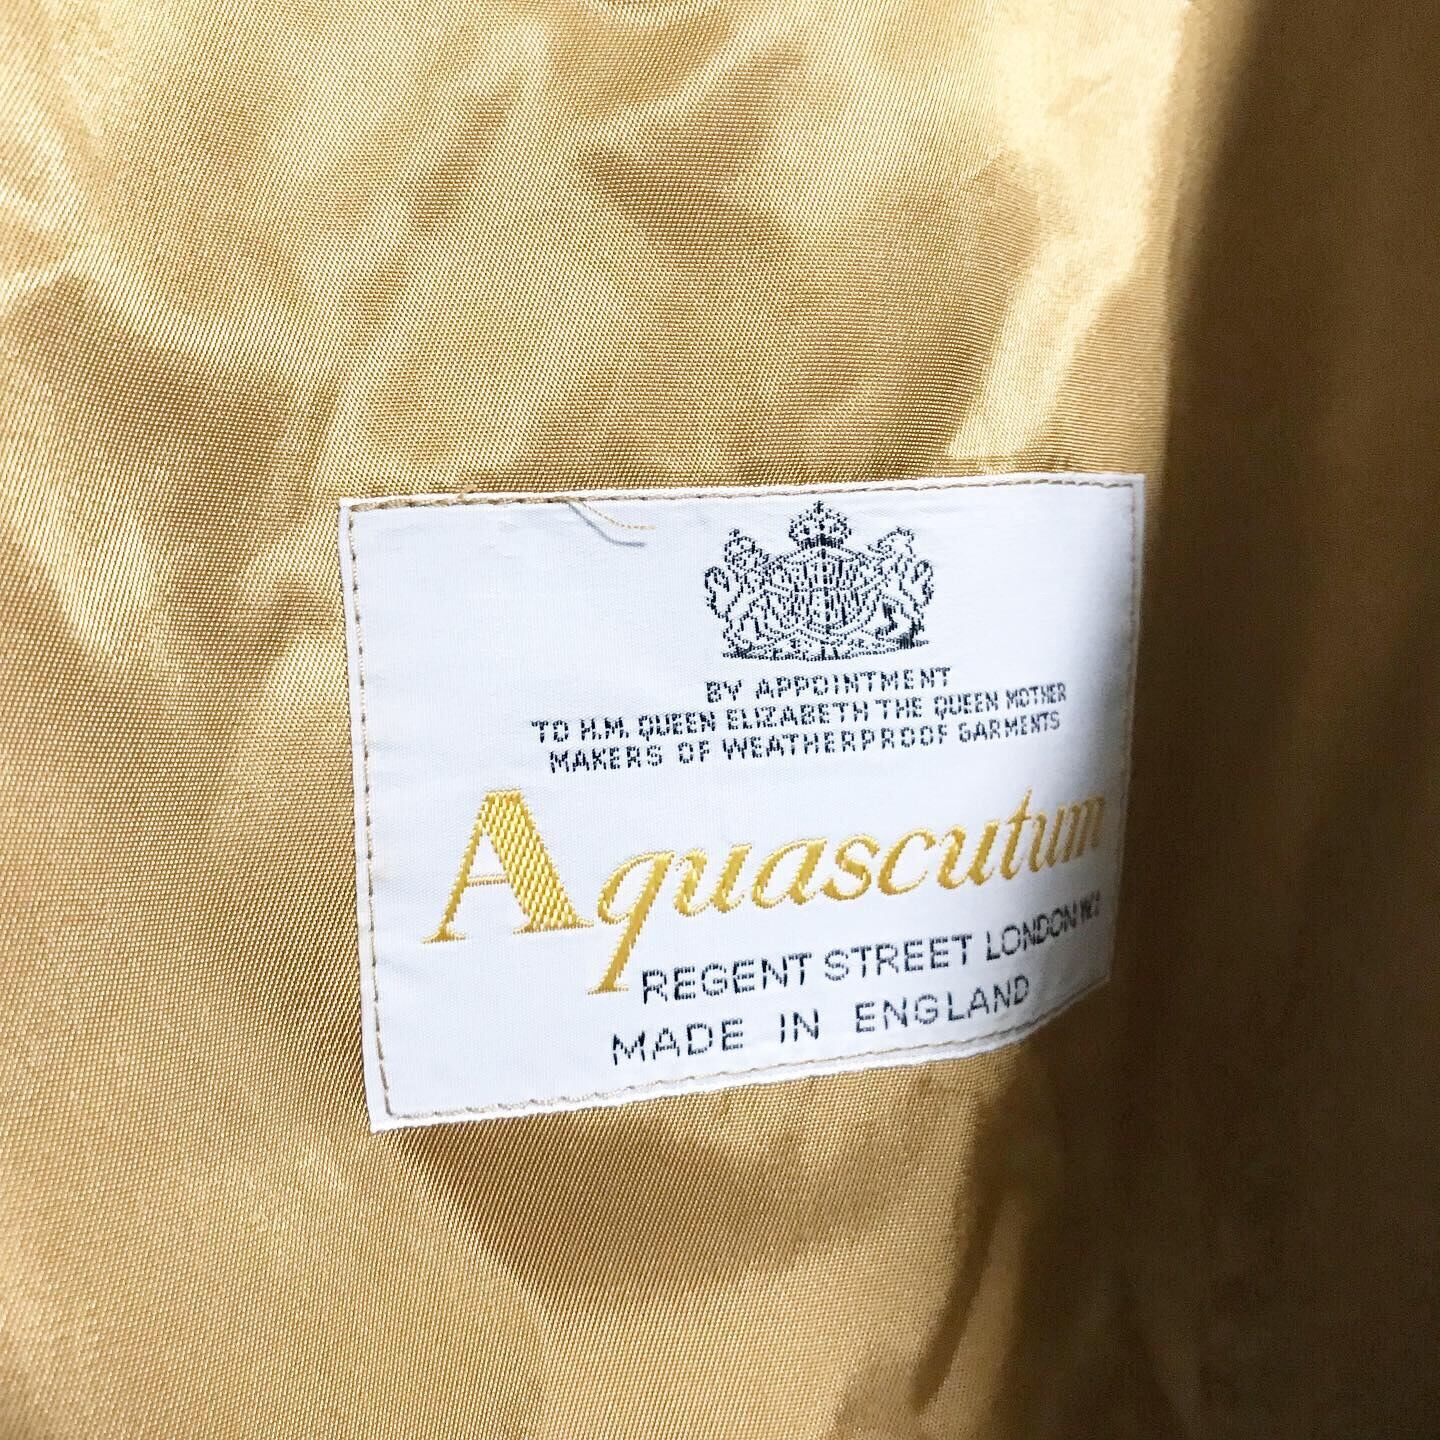 BY APPOINTMENT
TO H.M. QUEEN ELIZABETH THE QUEEN MOTHER
MAKERS OF WEATHERPROOF GARMENTS
Aquascutum
REGENT STREET LONDON
MADE IN ENGLAND